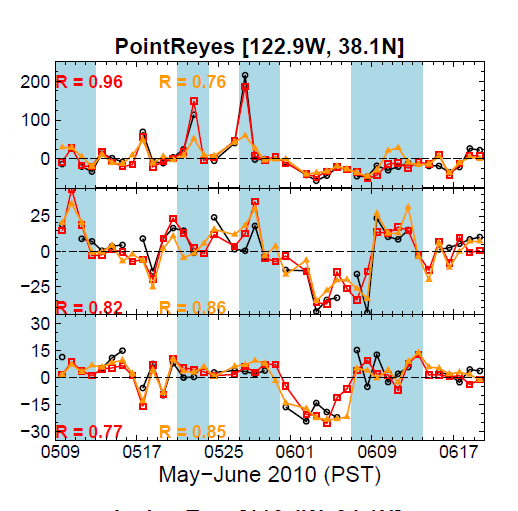 PointReyes [122.9W, 38.1N]
R = 0.96 R = 0.76
200
100
0
25
0
−25
R = 0.82 R = 0.86
30
15
0
−15
−30
R = 0.77 R = 0.85
0509 0517 0525 0601 0609 0617
May−June 2010 (PST)